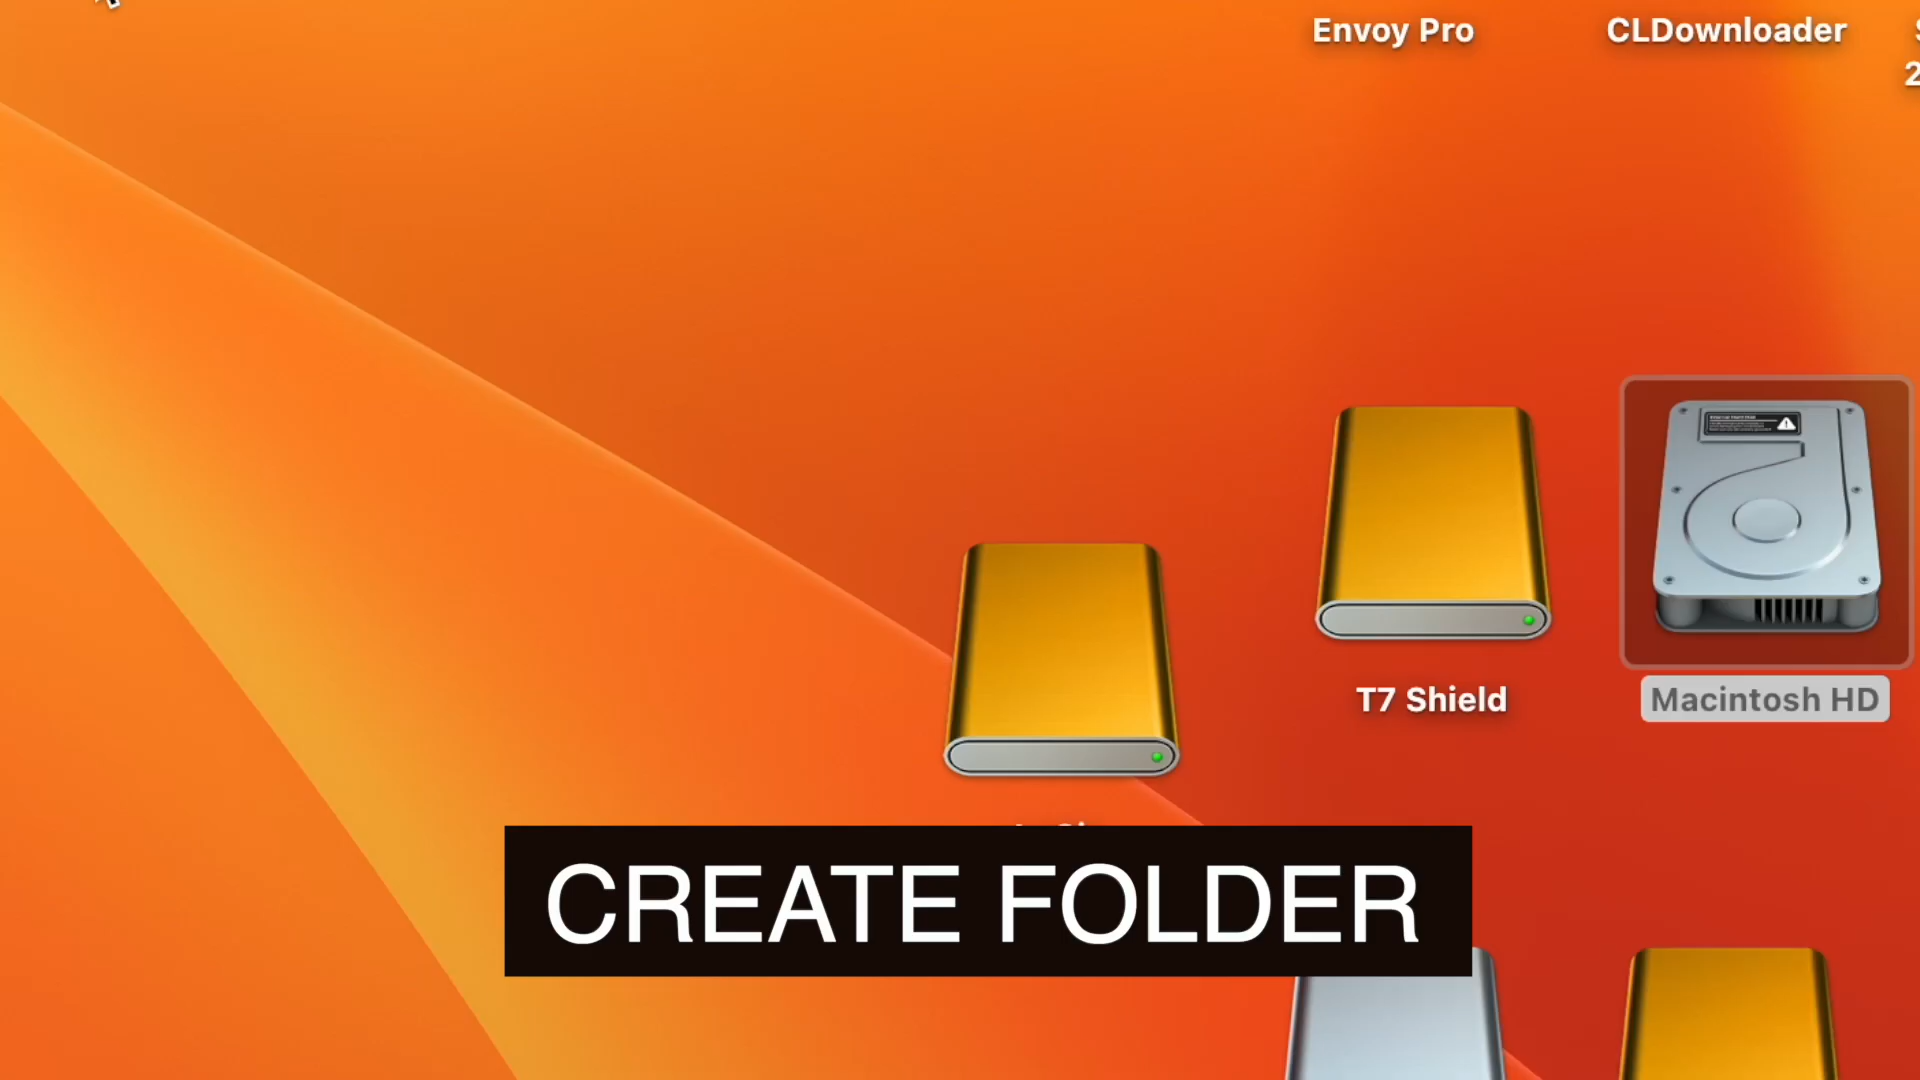 Envoy Pro
CLDownloader
T7 Shield
Macintosh HD
CREATE FOLDER